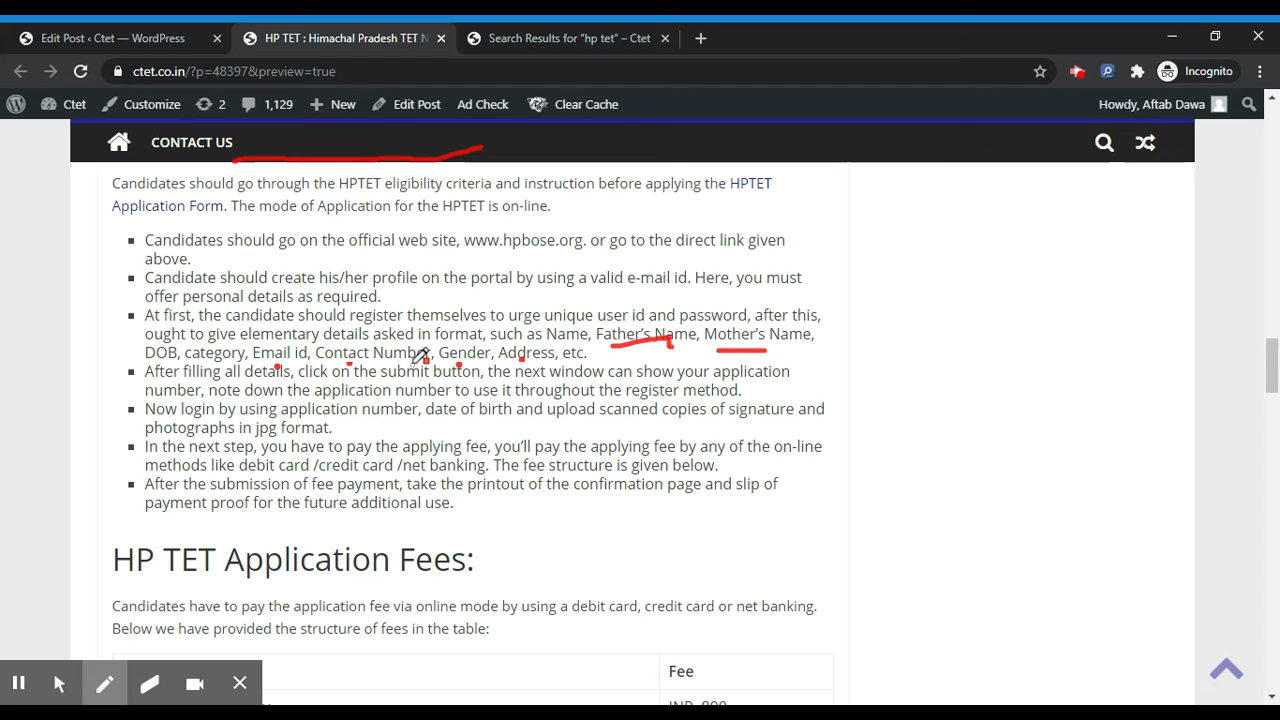 Edit Post ‹ Ctet — WordPress
HP TET : Himachal Pradesh TET N
Search Results for “hp tet” – Ctet
ctet.co.in/?p=48397&preview=true
Incognito
Ctet
Customize
2
1,129
New
Edit Post
Ad Check
Clear Cache
Howdy, Aftab Dawa
CONTACT US
Candidates should go through the HPTET eligibility criteria and instruction before applying the HPTET
Application Form. The mode of Application for the HPTET is on-line.
Candidates should go on the official web site, www.hpbose.org. or go to the direct link given
above.
Candidate should create his/her profile on the portal by using a valid e-mail id. Here, you must
offer personal details as required.
At first, the candidate should register themselves to urge unique user id and password, after this,
ought to give elementary details asked in format, such as Name, Father’s Name, Mother’s Name,
DOB, category, Email id, Contact Number, Gender, Address, etc.
After filling all details, click on the submit button, the next window can show your application
number, note down the application number to use it throughout the register method.
Now login by using application number, date of birth and upload scanned copies of signature and
photographs in jpg format.
In the next step, you have to pay the applying fee, you’ll pay the applying fee by any of the on-line
methods like debit card /credit card /net banking. The fee structure is given below.
After the submission of fee payment, take the printout of the confirmation page and slip of
payment proof for the future additional use.
HP TET Application Fees:
Candidates have to pay the application fee via online mode by using a debit card, credit card or net banking.
Below we have provided the structure of fees in the table:
Fee
INR. 800